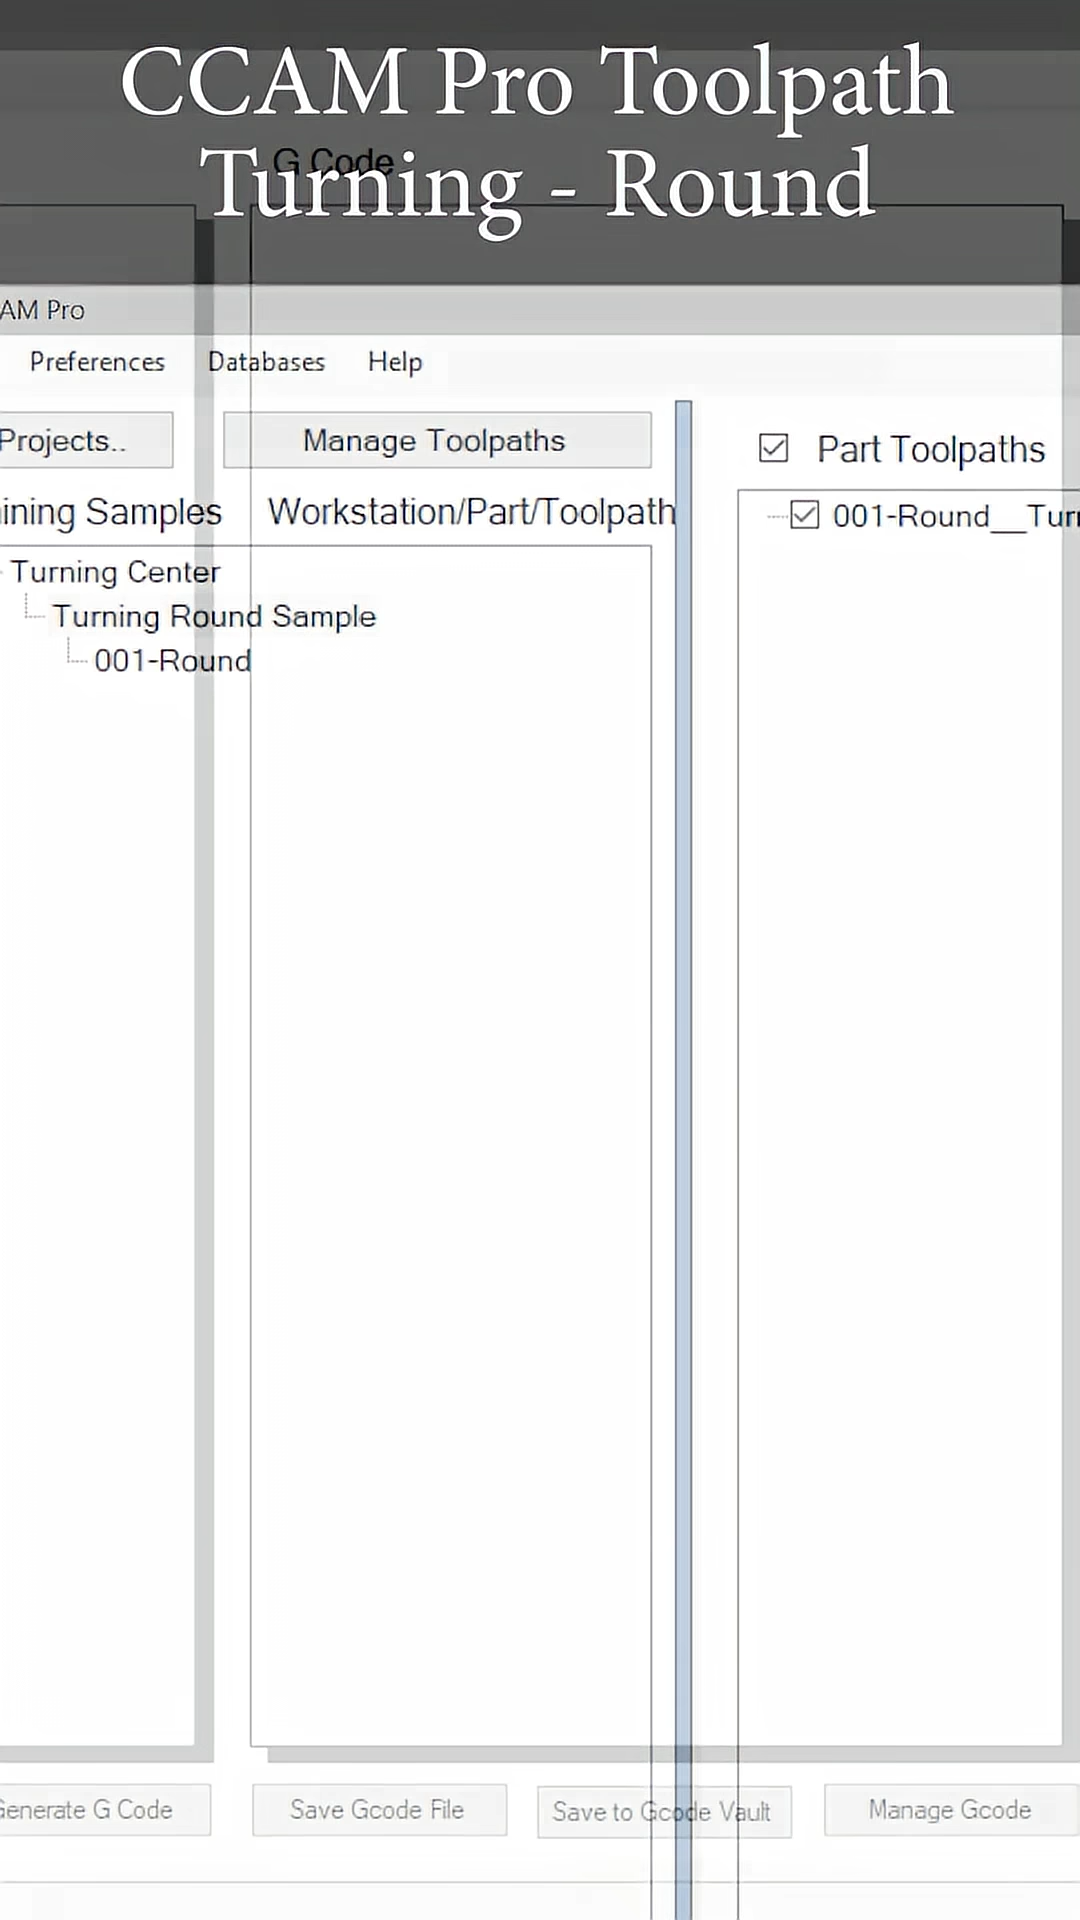 CCAM Pro Toolpath
G Code
Turning - Round
AM Pro
Preferences Databases Help
Projects.. Manage Toolpaths
Part Toolpaths
ining Samples Workstation/Part/Toolpath
001-Round__Turn
Turning Center
Turning Round Sample
001-Round
Generate G Code Save Gcode File Save to Gcode Vault Manage Gcode